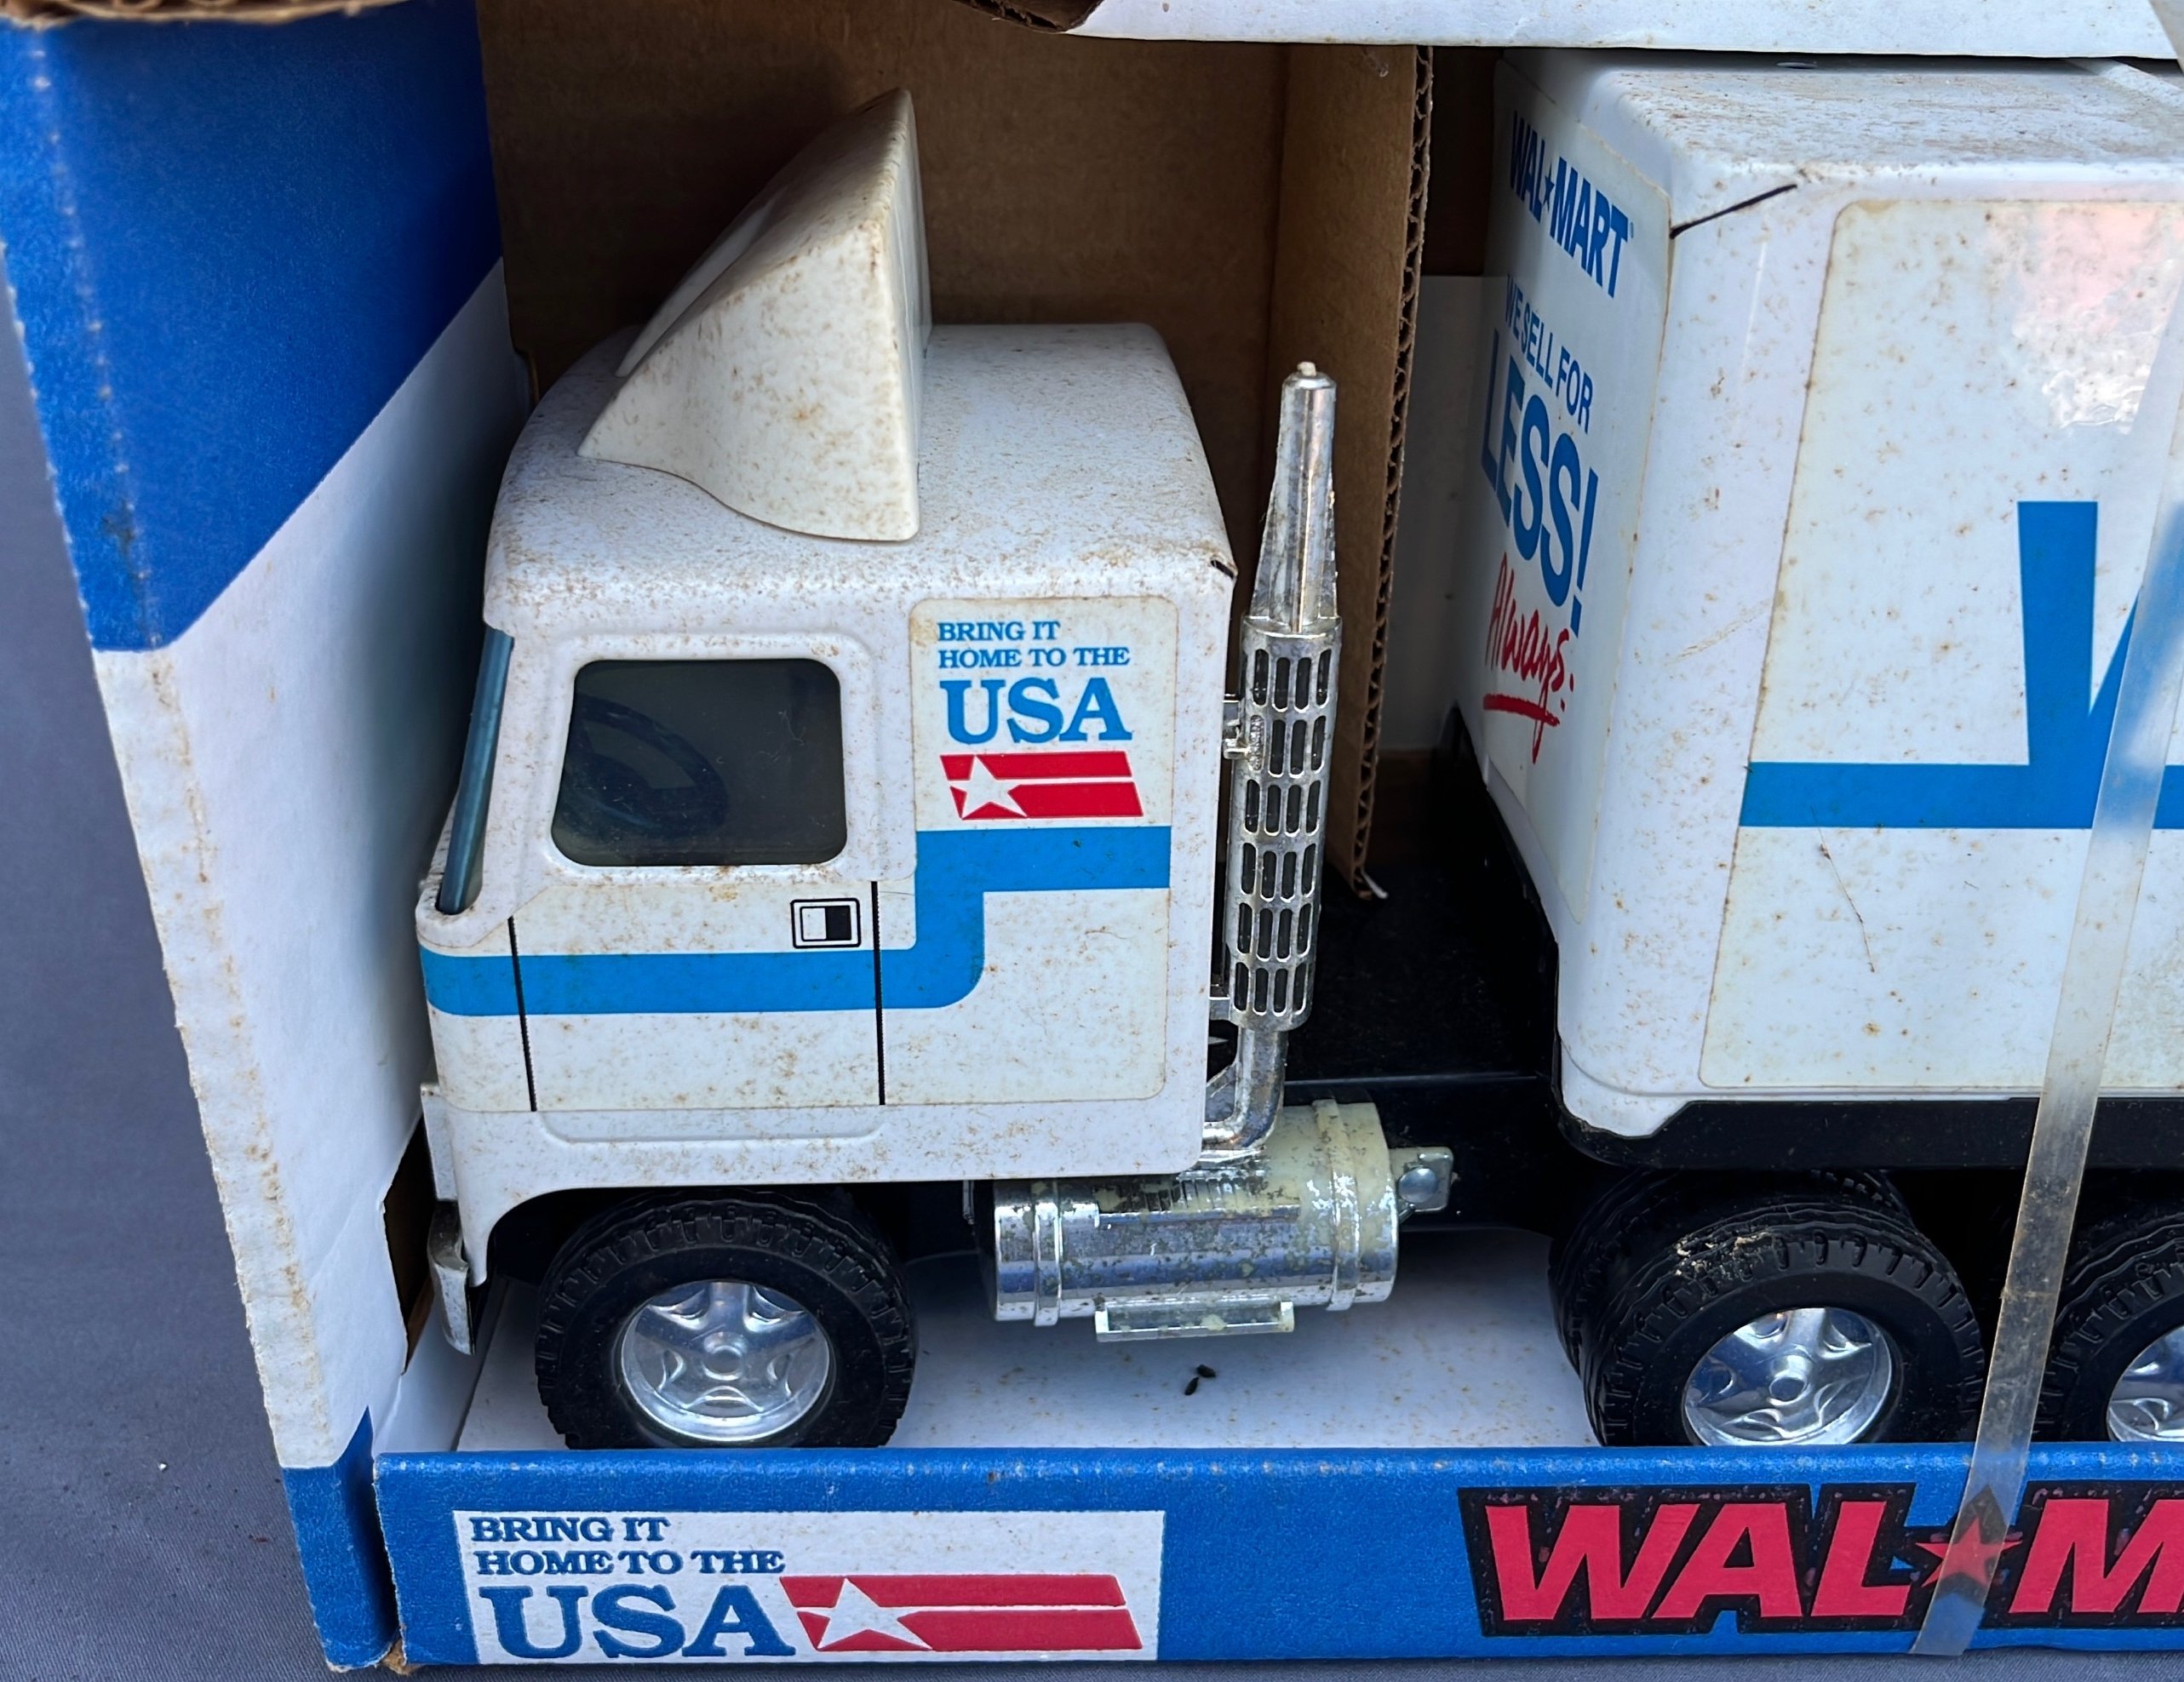 WAL★MART
WE SELL FOR
LESS!
Always.
BRING IT
HOME TO THE
USA
BRING IT
HOME TO THE
USA
WAL★M